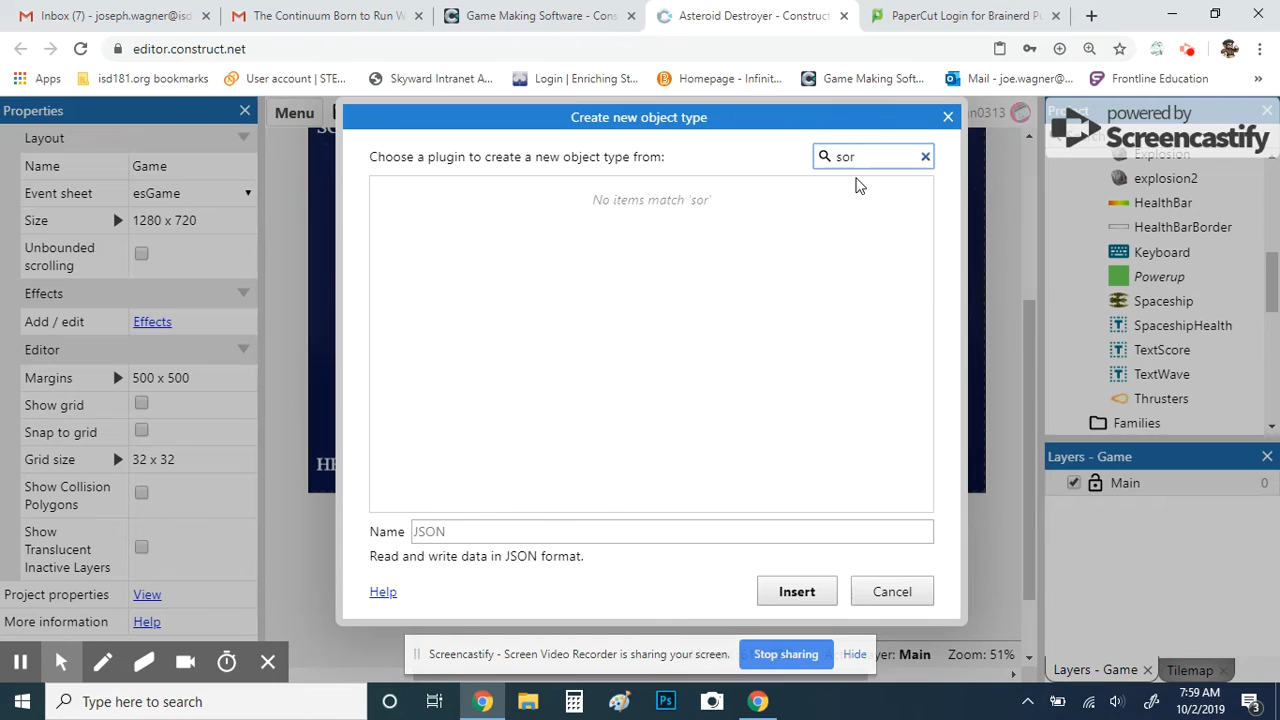 Inbox (7) - joseph.wagner@isd
The Continuum Born to Run W
Game Making Software - Cons
Asteroid Destroyer - Construct
PaperCut Login for Brainerd Pu
editor.construct.net
Apps
isd181.org bookmarks
User account | STE...
Skyward Intranet A...
Login | Enriching St...
Homepage - Infinit...
Game Making Soft...
Mail - joe.wagner@i...
Frontline Education
Properties
Menu
Layout
Name Game
Event sheet esGame
Size 1280 x 720
Unbounded scrolling
Effects
Add / edit Effects
Editor
Margins 500 x 500
Show grid
Snap to grid
Grid size 32 x 32
Show Collision Polygons
Show Translucent Inactive Layers
Project properties View
More information Help
Create new object type
Choose a plugin to create a new object type from:
sor
No items match 'sor'
Name JSON
Read and write data in JSON format.
Help
Insert
Cancel
n0313
powered by
Screencastify
Explosion
explosion2
HealthBar
HealthBarBorder
Keyboard
Powerup
Spaceship
SpaceshipHealth
TextScore
TextWave
Thrusters
Families
Layers - Game
Main 0
Screencastify - Screen Video Recorder is sharing your screen.
Stop sharing
Hide
Layer: Main Zoom: 51%
Layers - Game
Tilemap
Type here to search
7:59 AM
10/2/2019
3